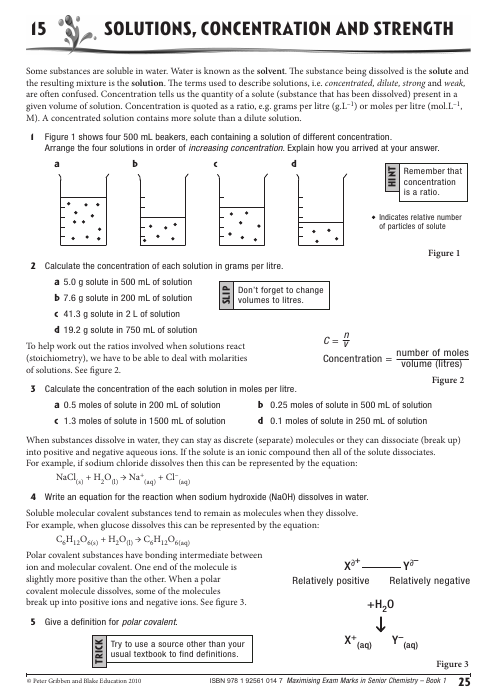 15 SOLUTIONS, CONCENTRATION AND STRENGTH
Some substances are soluble in water. Water is known as the solvent. The substance being dissolved is the solute and
the resulting mixture is the solution. The terms used to describe solutions, i.e. concentrated, dilute, strong and weak,
are often confused. Concentration tells us the quantity of a solute (substance that has been dissolved) present in a
given volume of solution. Concentration is quoted as a ratio, e.g. grams per litre (g.L⁻¹) or moles per litre (mol.L⁻¹,
M). A concentrated solution contains more solute than a dilute solution.
1 Figure 1 shows four 500 mL beakers, each containing a solution of different concentration.
Arrange the four solutions in order of increasing concentration. Explain how you arrived at your answer.
a b c d
HINT
Remember that
concentration
is a ratio.
Indicates relative number
of particles of solute
Figure 1
2 Calculate the concentration of each solution in grams per litre.
a 5.0 g solute in 500 mL of solution
b 7.6 g solute in 200 mL of solution
c 41.3 g solute in 2 L of solution
d 19.2 g solute in 750 mL of solution
SLIP
Don't forget to change
volumes to litres.
To help work out the ratios involved when solutions react
(stoichiometry), we have to be able to deal with molarities
of solutions. See figure 2.
C = n/v
Concentration = number of moles
volume (litres)
Figure 2
3 Calculate the concentration of the each solution in moles per litre.
a 0.5 moles of solute in 200 mL of solution b 0.25 moles of solute in 500 mL of solution
c 1.3 moles of solute in 1500 mL of solution d 0.1 moles of solute in 250 mL of solution
When substances dissolve in water, they can stay as discrete (separate) molecules or they can dissociate (break up)
into positive and negative aqueous ions. If the solute is an ionic compound then all of the solute dissociates.
For example, if sodium chloride dissolves then this can be represented by the equation:
NaCl₍s₎ + H₂O₍l₎ → Na⁺₍aq₎ + Cl⁻₍aq₎
4 Write an equation for the reaction when sodium hydroxide (NaOH) dissolves in water.
Soluble molecular covalent substances tend to remain as molecules when they dissolve.
For example, when glucose dissolves this can be represented by the equation:
C₆H₁₂O₆₍s₎ + H₂O₍l₎ → C₆H₁₂O₆₍aq₎
Polar covalent substances have bonding intermediate between
ion and molecular covalent. One end of the molecule is
slightly more positive than the other. When a polar
covalent molecule dissolves, some of the molecules
break up into positive ions and negative ions. See figure 3.
X∂⁺ Y∂⁻
Relatively positive Relatively negative
+H₂O
↓
X⁺(aq) Y⁻(aq)
Figure 3
5 Give a definition for polar covalent.
TRICK
Try to use a source other than your
usual textbook to find definitions.
© Peter Gribben and Blake Education 2010 ISBN 978 1 92561 014 7 Maximising Exam Marks in Senior Chemistry – Book 1 25